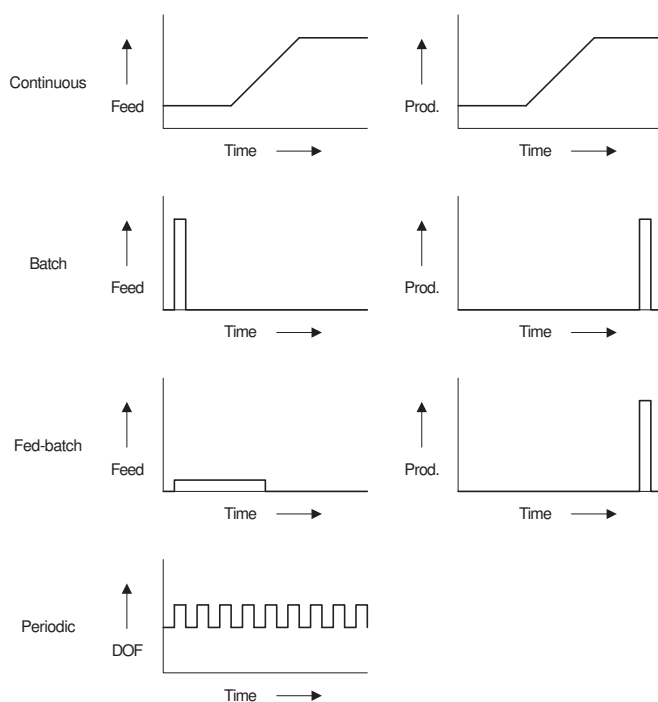 Continuous
Feed
Time
Prod.
Time
Batch
Feed
Time
Prod.
Time
Fed-batch
Feed
Time
Prod.
Time
Periodic
DOF
Time